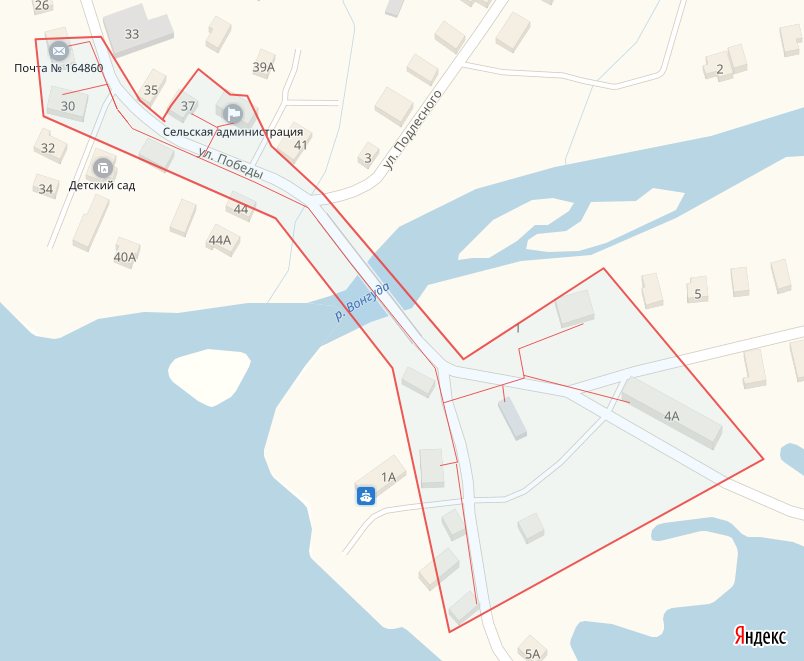 26
33
Почта № 164860
39А
2
35
30
37
Сельская администрация
41
3
ул. Подлесного
32
ул. Победы
Детский сад
34
44
44А
40А
р. Вонгуда
5
4А
1А
Яндекс
5А